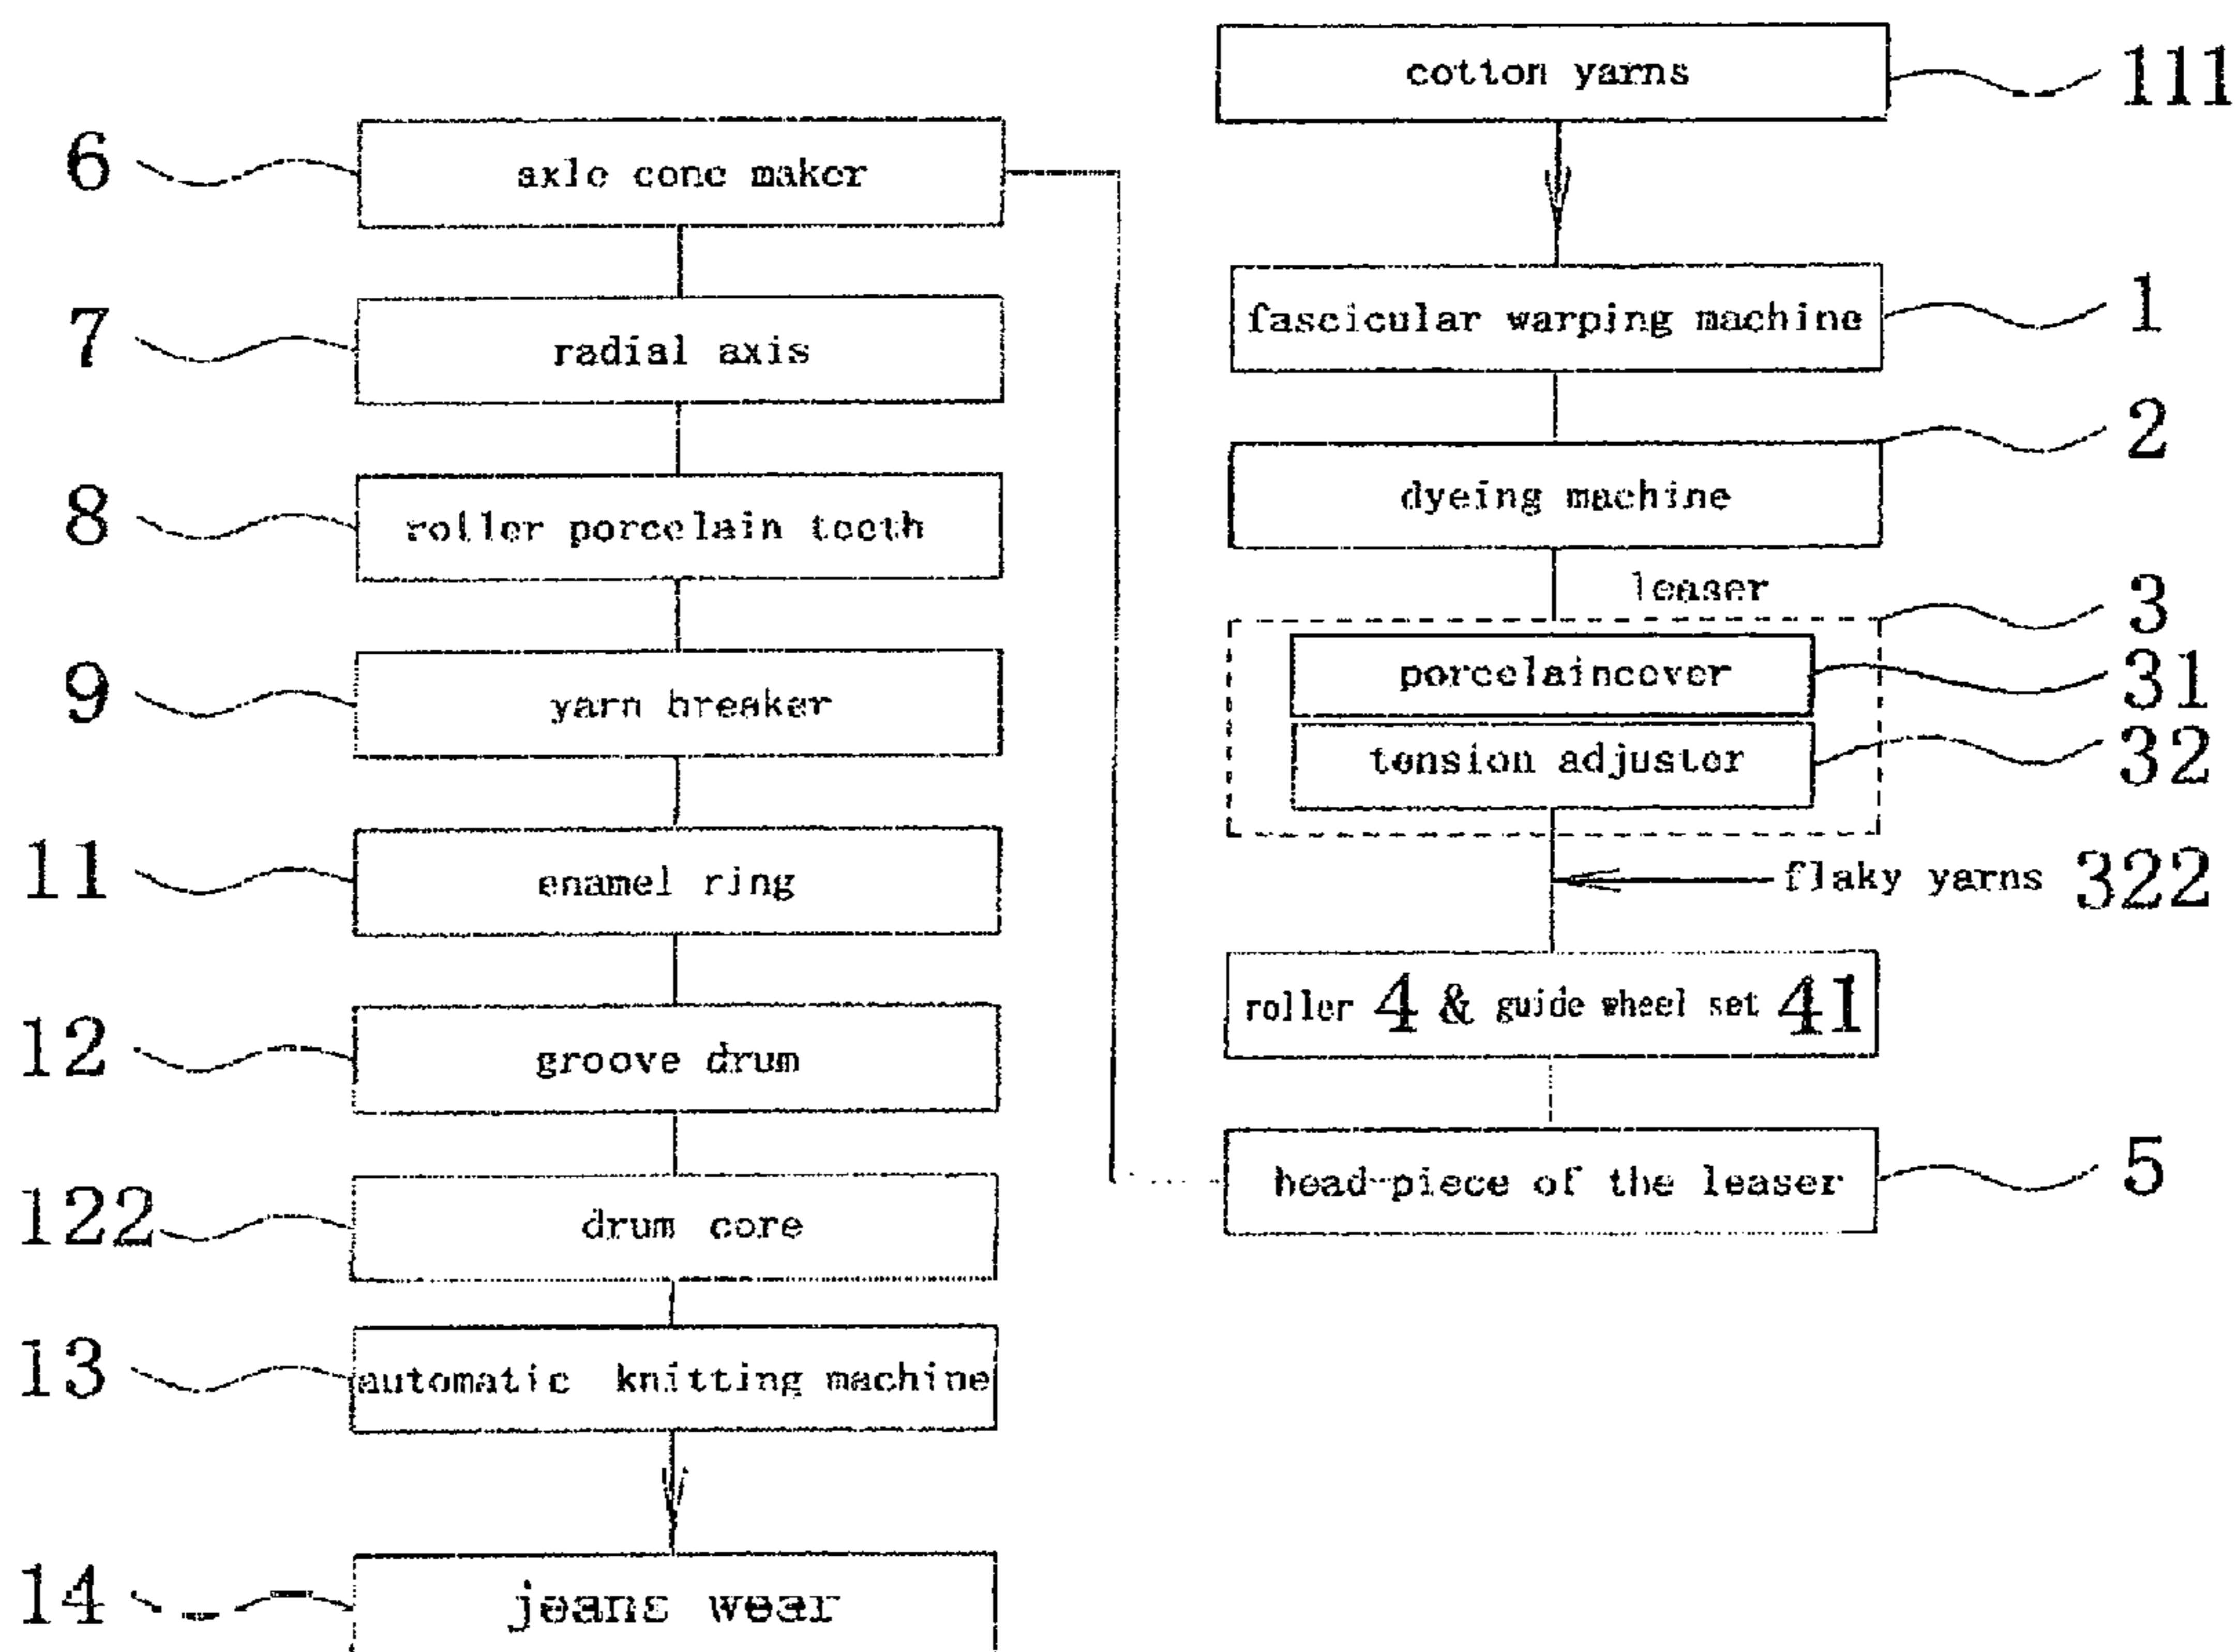 cotton yarns 111
fascicular warping machine 1
dyeing machine 2
leaser 3
porcelaincover 31
tension adjustor 32
flaky yarns 322
roller 4 & guide wheel set 41
head-piece of the leaser 5
6 axle cone maker
7 radial axis
8 roller porcelain teeth
9 yarn breaker
11 enamel ring
12 groove drum
122 drum core
13 automatic knitting machine
14 jeans wear